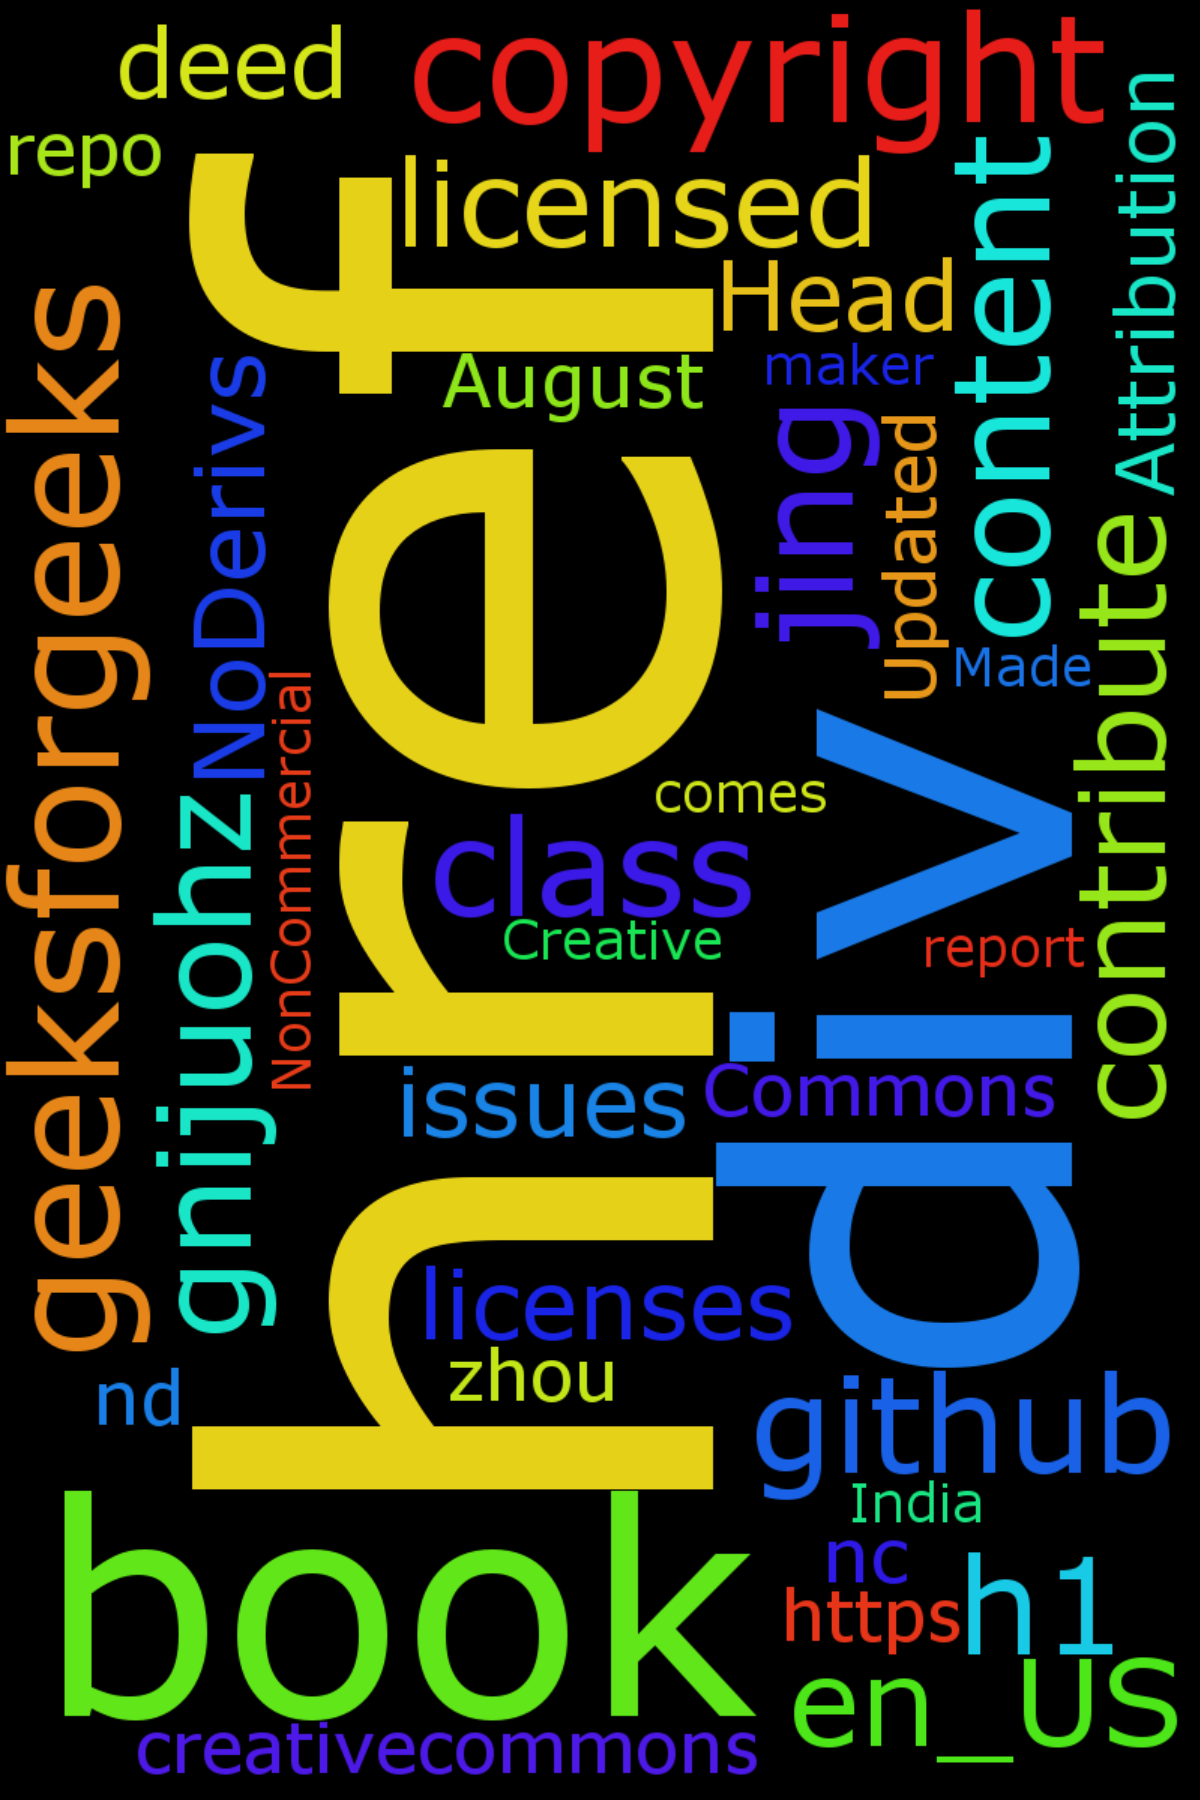 deed
copyright
repo
licensed
Attribution
content
href
Head
geeksforgeeks
maker
August
NoDerivs
jing
Updated
contribute
Made
NonCommercial
div
comes
gnijuohz
class
Creative
report
issues
Commons
licenses
zhou
nd
github
India
book
nc
h1
https
en_US
creativecommons